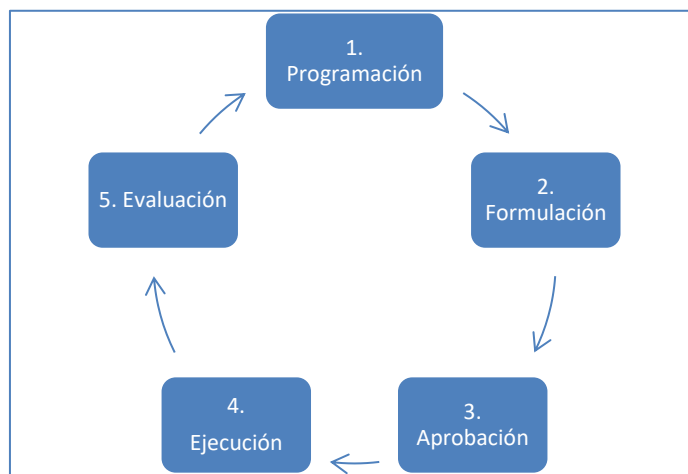 1.
Programación
2.
Formulación
3.
Aprobación
4.
Ejecución
5. Evaluación